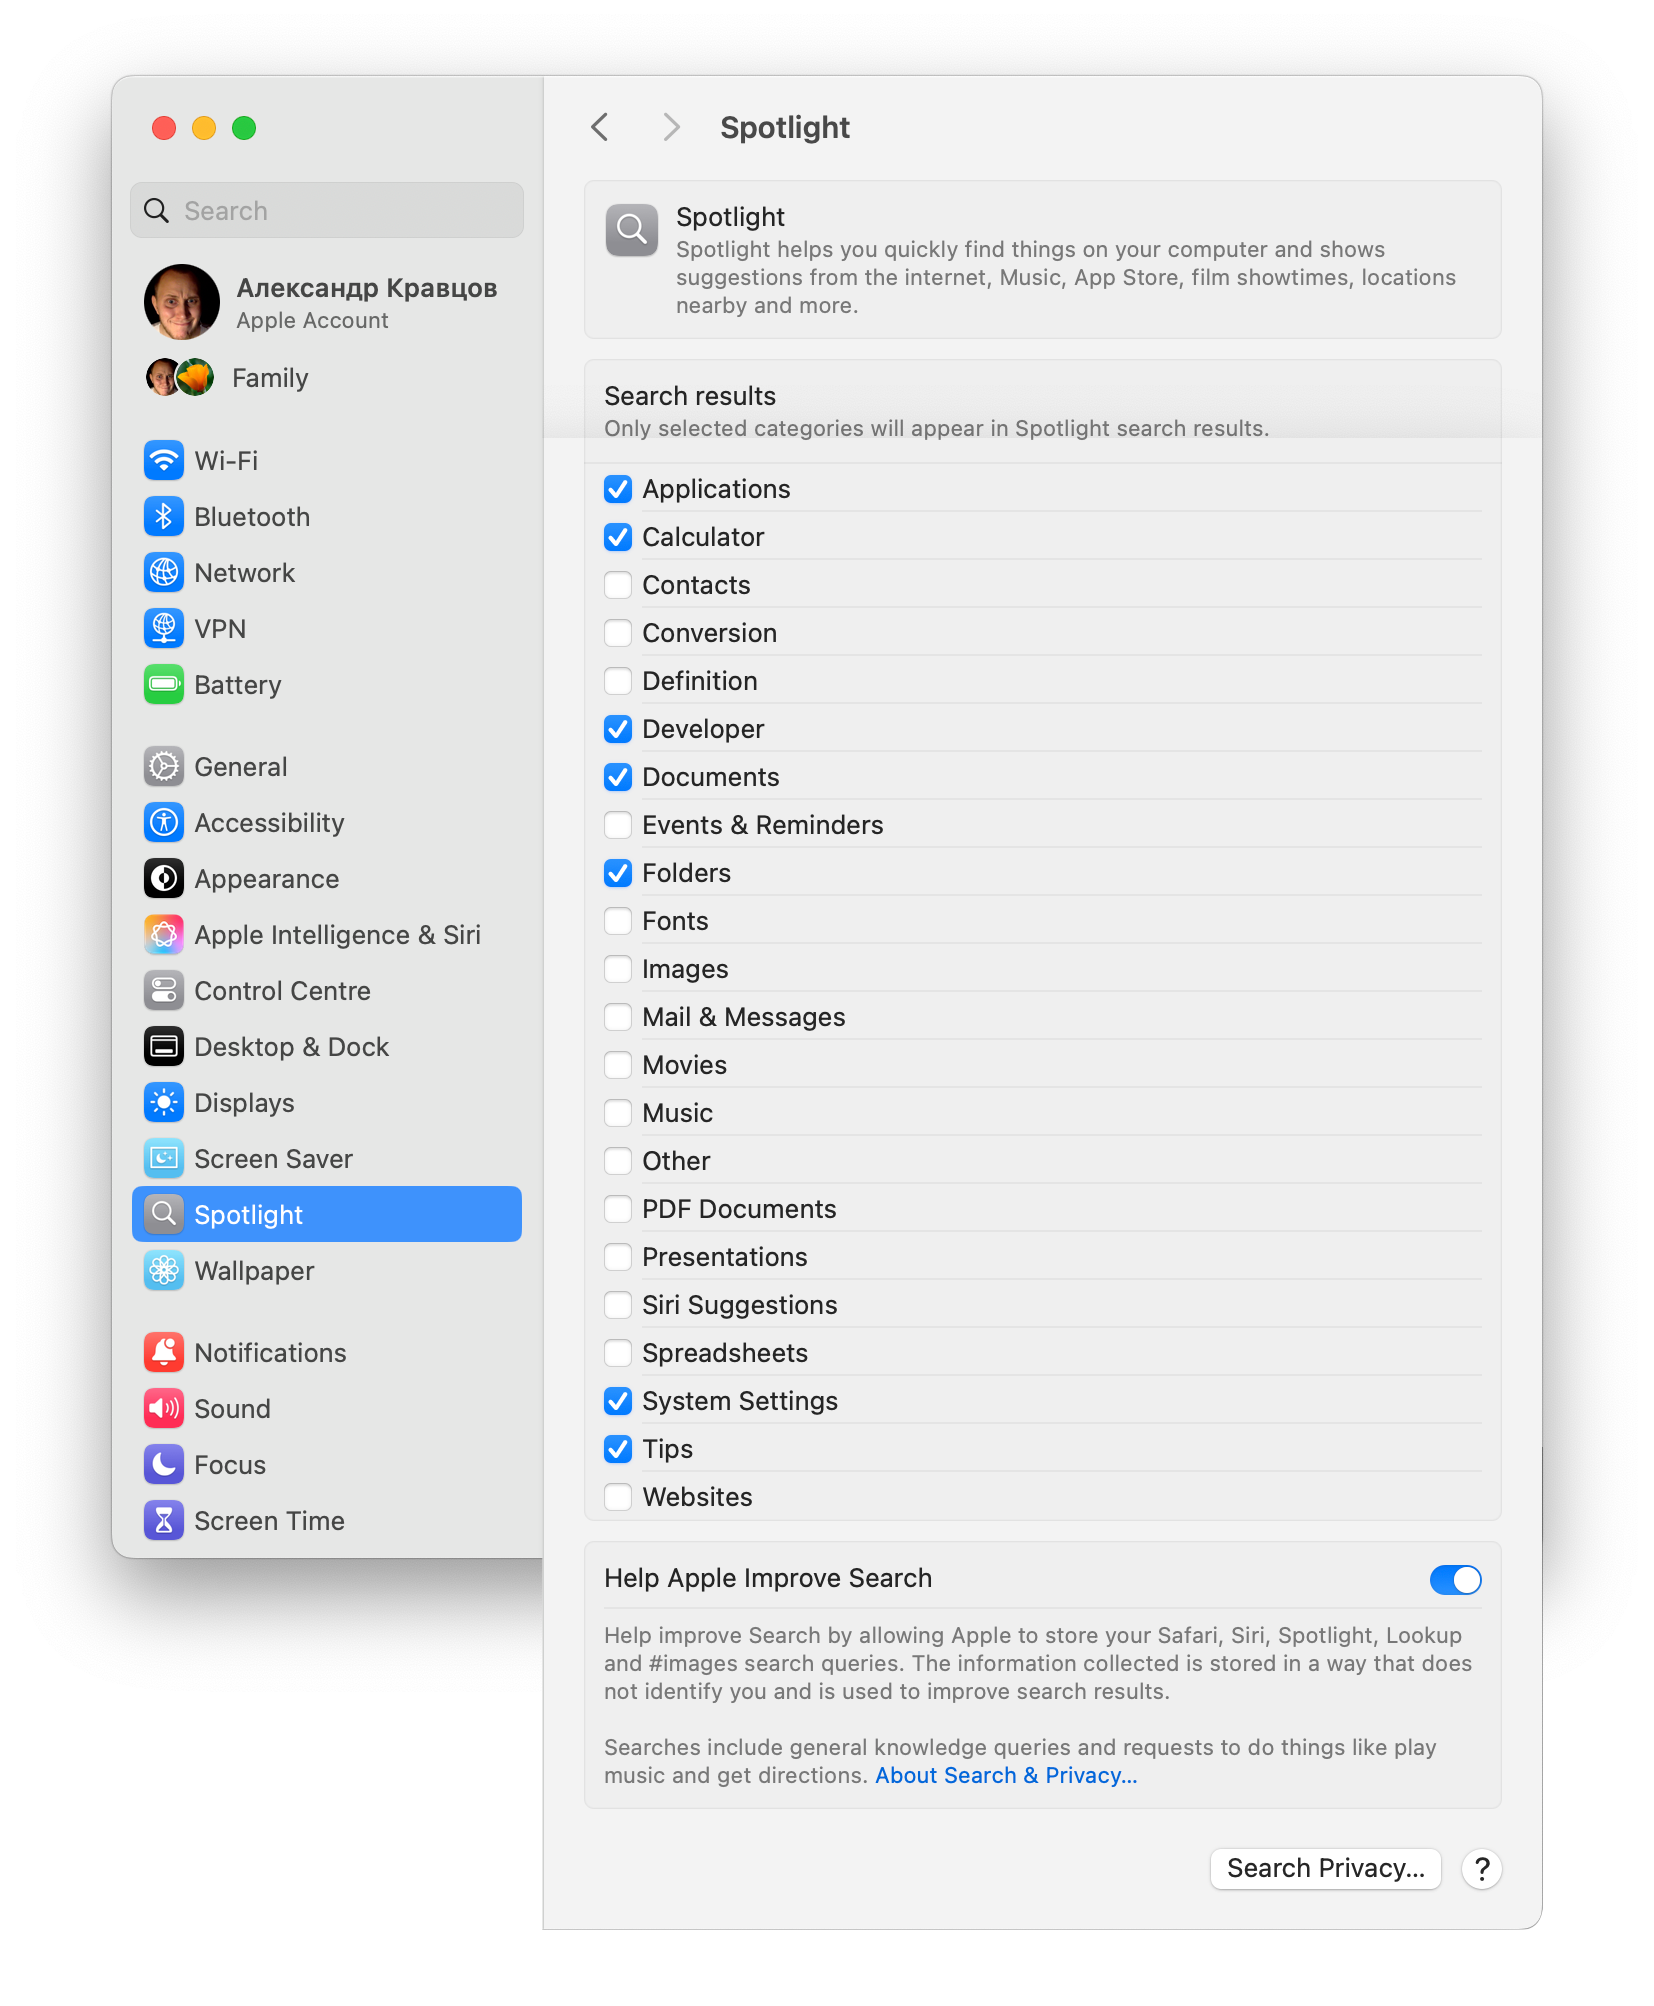 Search
Александр Кравцов
Apple Account
Family
Wi-Fi
Bluetooth
Network
VPN
Battery
General
Accessibility
Appearance
Apple Intelligence & Siri
Control Centre
Desktop & Dock
Displays
Screen Saver
Spotlight
Wallpaper
Notifications
Sound
Focus
Screen Time
Spotlight
Spotlight
Spotlight helps you quickly find things on your computer and shows
suggestions from the internet, Music, App Store, film showtimes, locations
nearby and more.
Search results
Only selected categories will appear in Spotlight search results.
Applications
Calculator
Contacts
Conversion
Definition
Developer
Documents
Events & Reminders
Folders
Fonts
Images
Mail & Messages
Movies
Music
Other
PDF Documents
Presentations
Siri Suggestions
Spreadsheets
System Settings
Tips
Websites
Help Apple Improve Search
Help improve Search by allowing Apple to store your Safari, Siri, Spotlight, Lookup
and #images search queries. The information collected is stored in a way that does
not identify you and is used to improve search results.
Searches include general knowledge queries and requests to do things like play
music and get directions. About Search & Privacy...
Search Privacy... ?